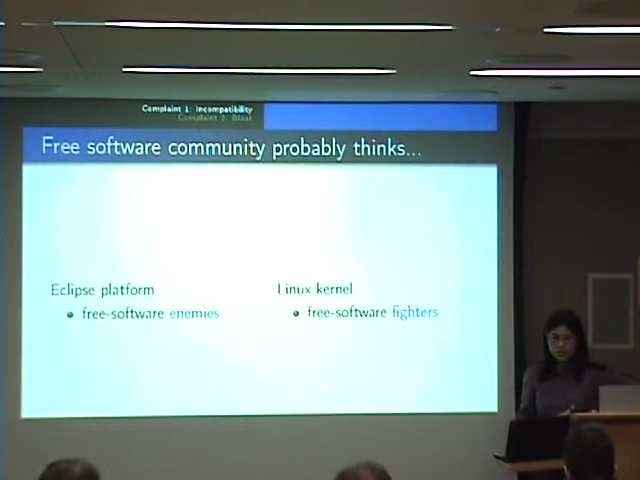 Complaint 1: Incompatibility
Complaint 2: Bloat
Free software community probably thinks...
Eclipse platform
free-software enemies
Linux kernel
free-software fighters